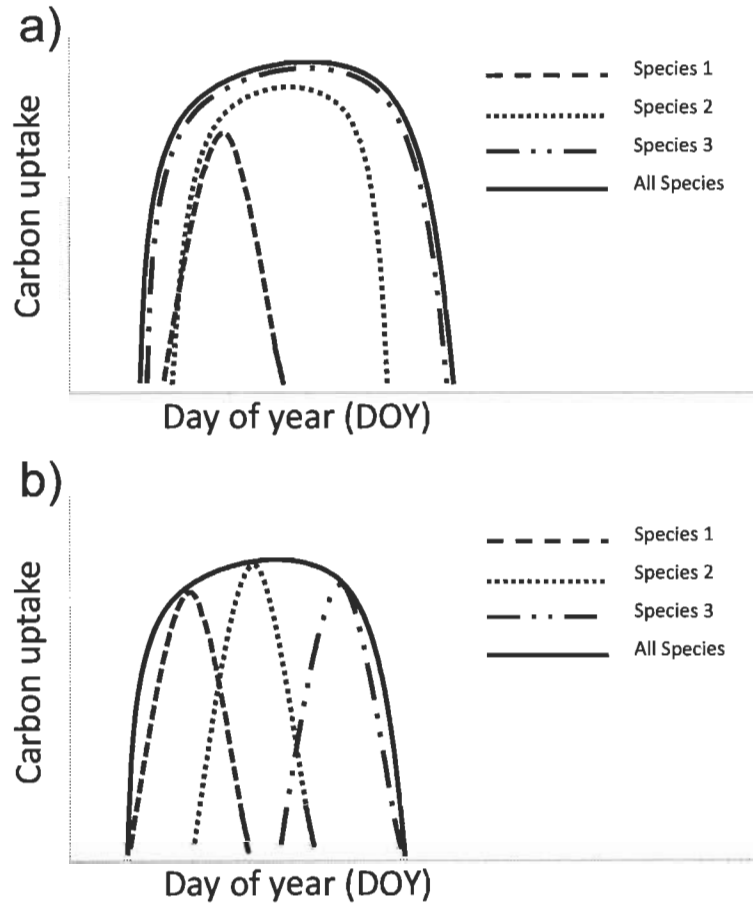 a)
Carbon uptake
Species 1
Species 2
Species 3
All Species
Day of year (DOY)
b)
Carbon uptake
Species 1
Species 2
Species 3
All Species
Day of year (DOY)